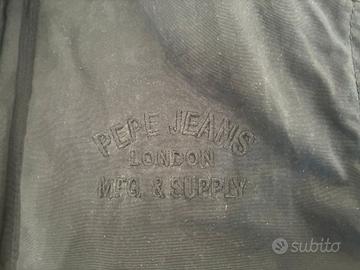 PEPE JEANS
LONDON
MFG. & SUPPLY
subito